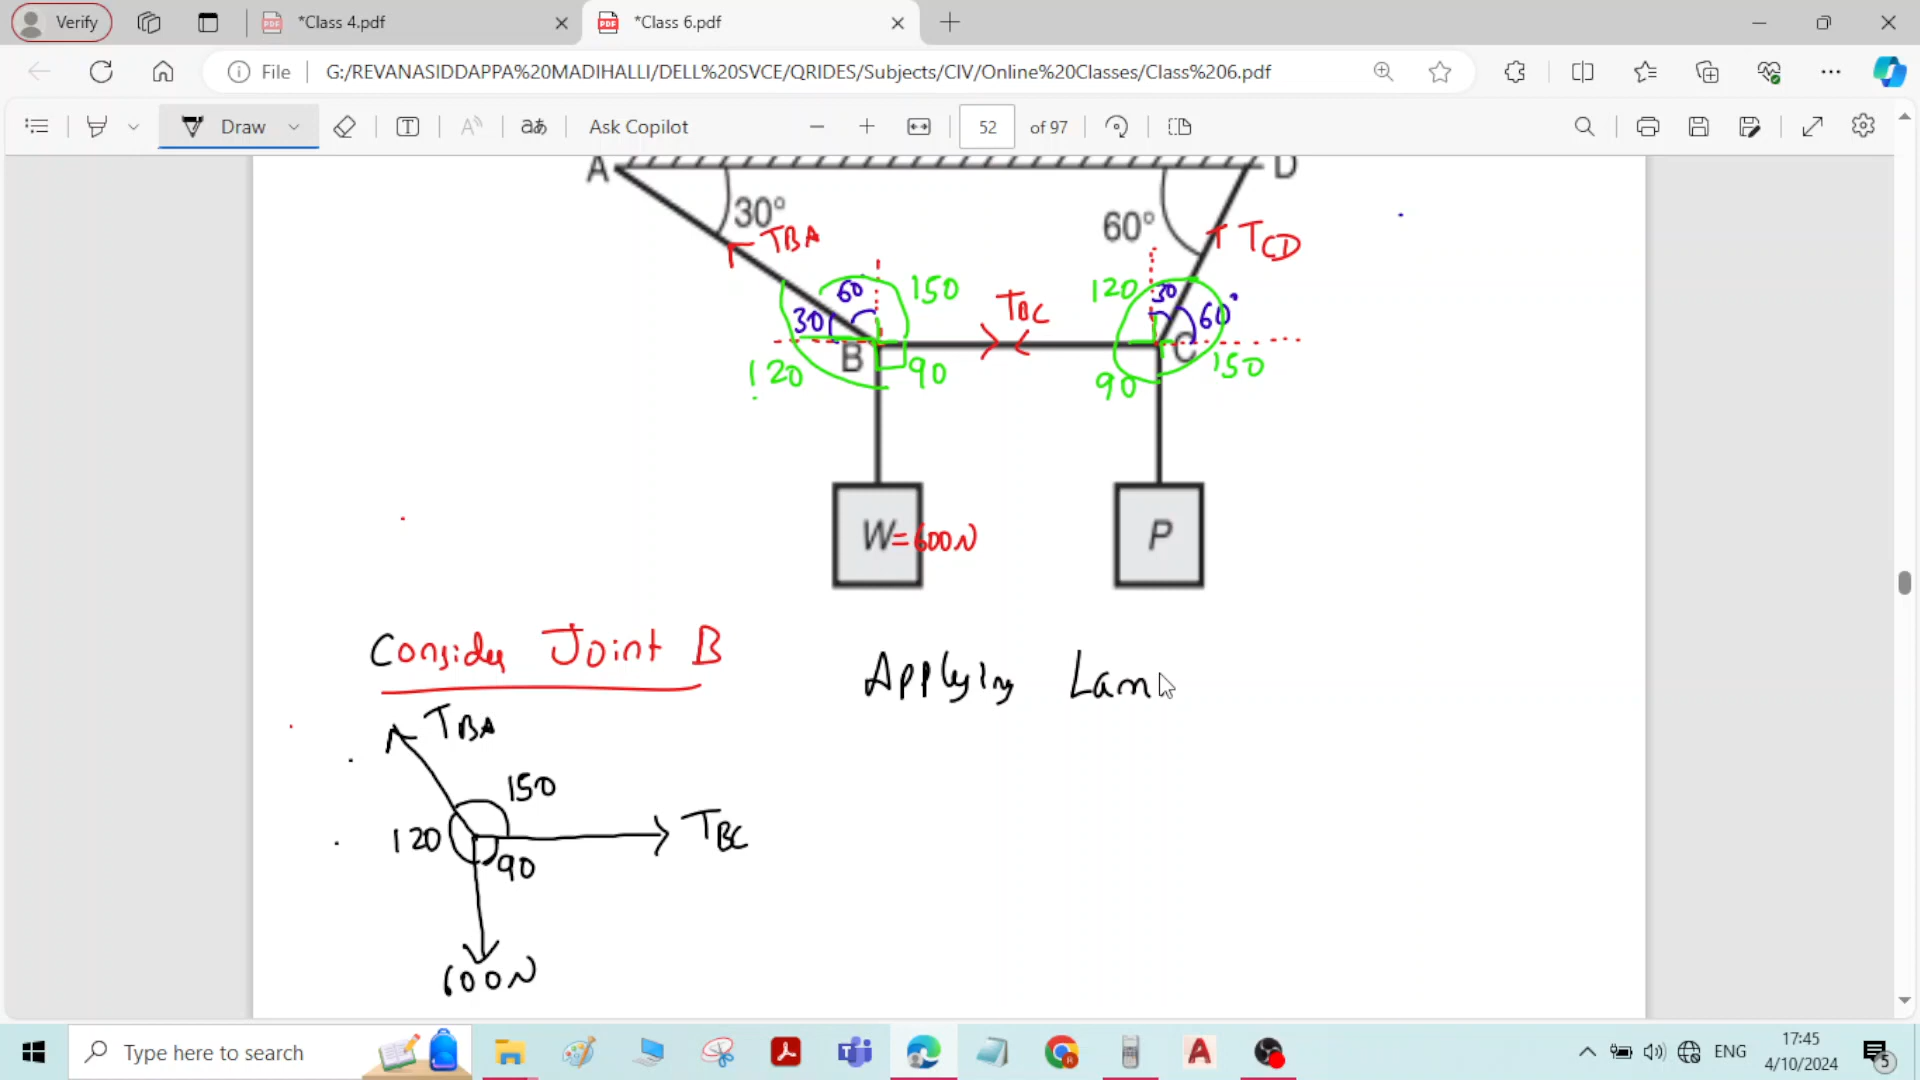 Verify
*Class 4.pdf
*Class 6.pdf
File
G:/REVANASIDDAPPA%20MADIHALLI/DELL%20SVCE/QRIDES/Subjects/CIV/Online%20Classes/Class%206.pdf
Draw
Ask Copilot
52 of 97
A
D
30°
60°
TBA
TCD
60
150
120
30
30
TBC
60°
B
C
120
90
90
150
W=600N
P
Consider Joint B
Applying Lam
TBA
150
120
TBC
90
600N
Type here to search
ENG
17:45
4/10/2024
5